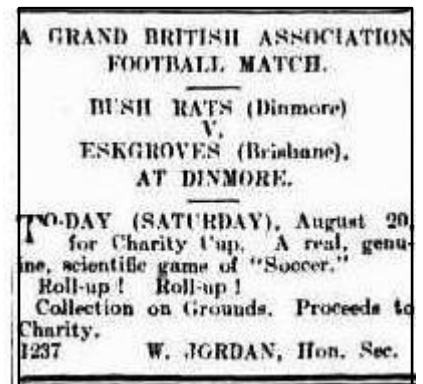 A GRAND BRITISH ASSOCIATION
FOOTBALL MATCH.
BUSH RATS (Dinmore)
V.
ESKGROVES (Brisbane),
AT DINMORE.
TO-DAY (SATURDAY), August 20,
for Charity Cup. A real, genu-
ine, scientific game of "Soccer."
Roll-up! Roll-up!
Collection on Grounds. Proceeds to
Charity.
1237 W. JORDAN, Hon. Sec.